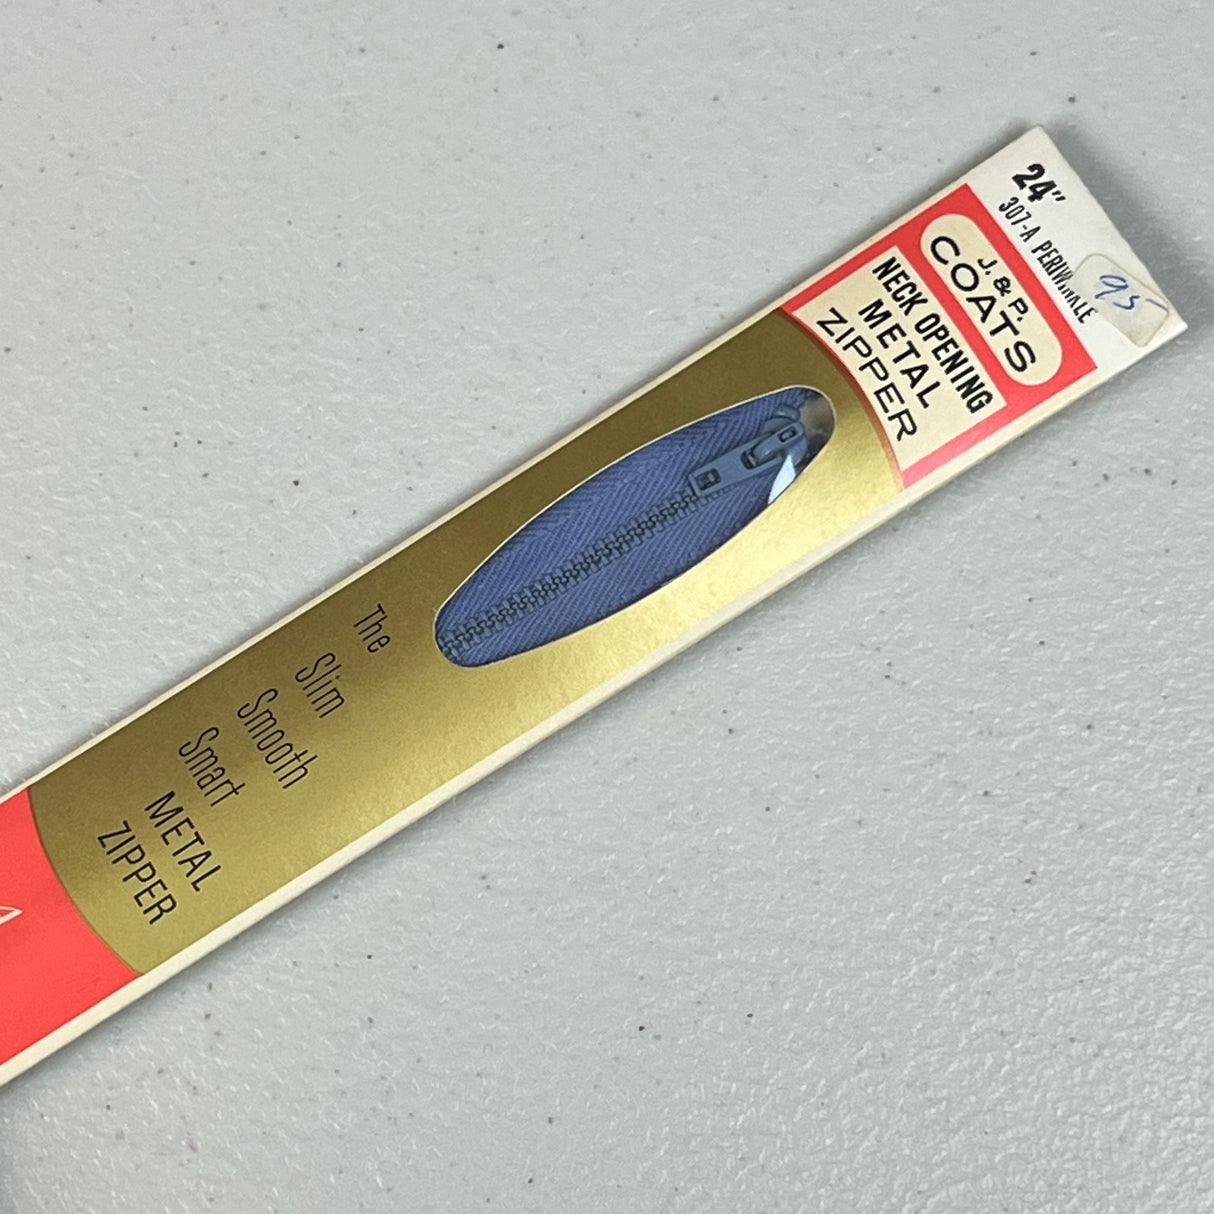 24"
307-A PERIWINKLE
95
J. & P.
COATS
NECK OPENING
METAL
ZIPPER
The
Slim
Smooth
Smart
METAL
ZIPPER